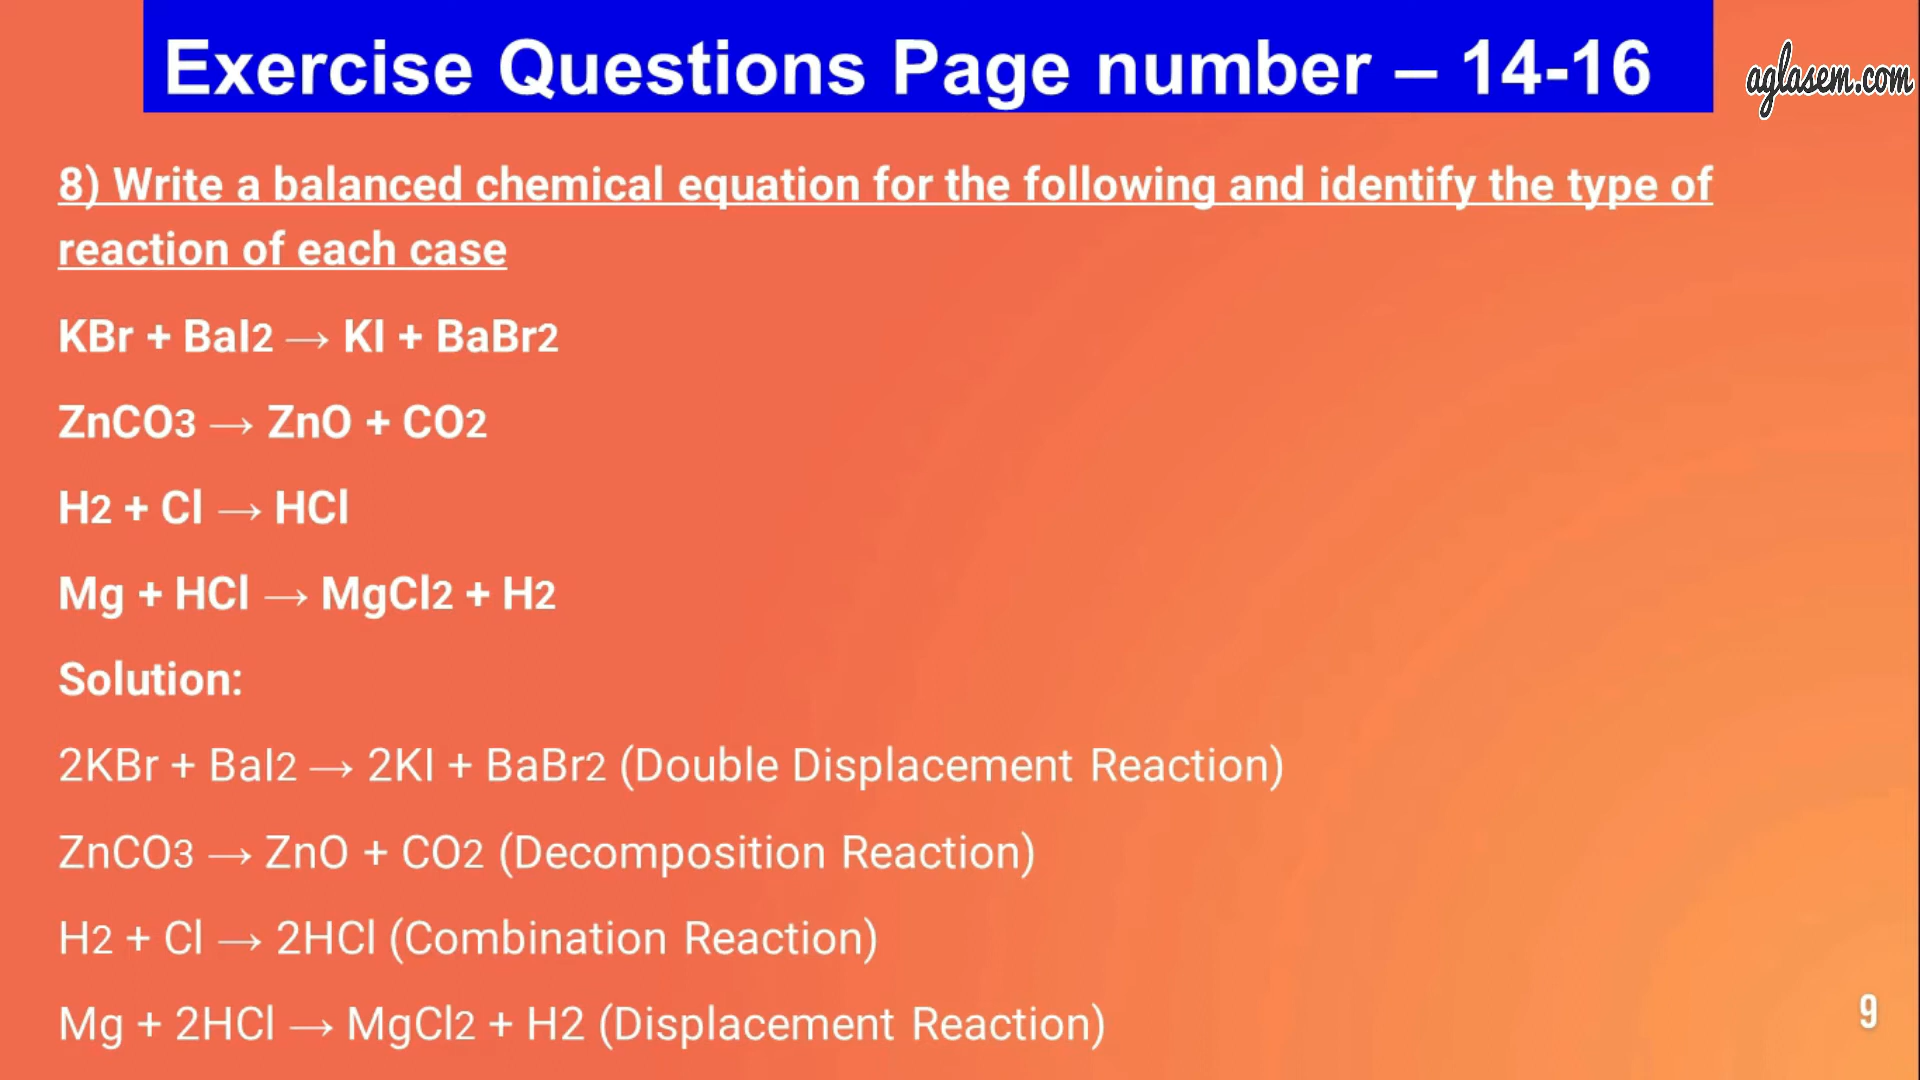 Exercise Questions Page number – 14-16
aglasem.com
8) Write a balanced chemical equation for the following and identify the type of
reaction of each case
KBr + BaI2 → KI + BaBr2
ZnCO3 → ZnO + CO2
H2 + Cl → HCl
Mg + HCl → MgCl2 + H2
Solution:
2KBr + BaI2 → 2KI + BaBr2 (Double Displacement Reaction)
ZnCO3 → ZnO + CO2 (Decomposition Reaction)
H2 + Cl → 2HCl (Combination Reaction)
Mg + 2HCl → MgCl2 + H2 (Displacement Reaction)
9